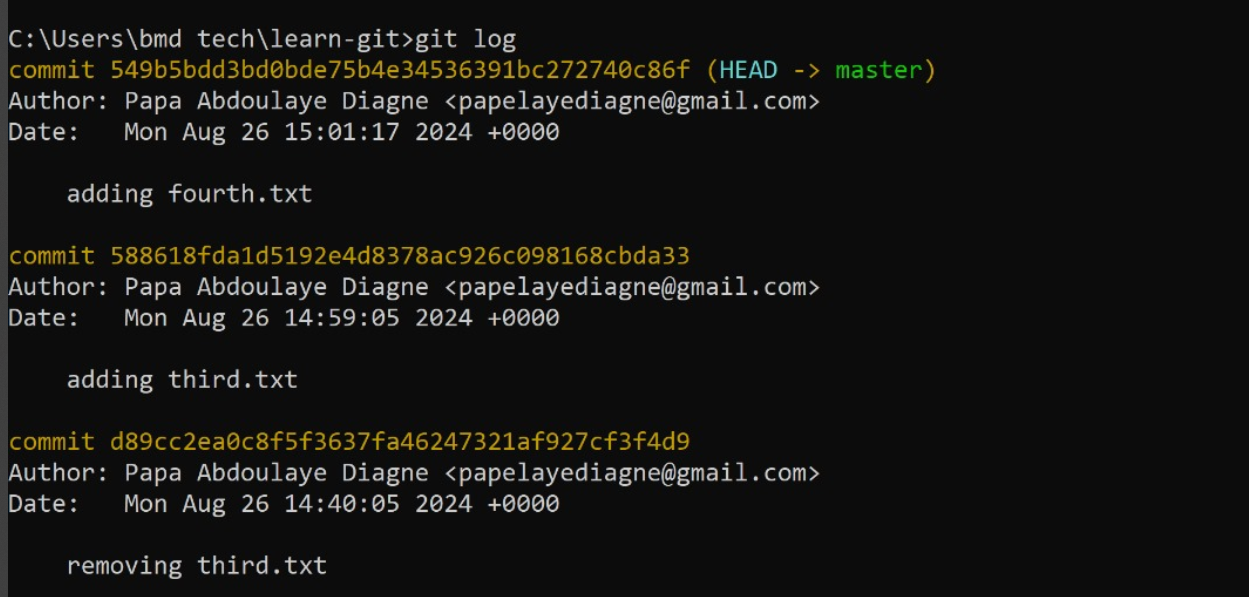 C:\Users\bmd tech\learn-git>git log
commit 549b5bdd3bd0bde75b4e34536391bc272740c86f (HEAD -> master)
Author: Papa Abdoulaye Diagne <papelayediagne@gmail.com>
Date:   Mon Aug 26 15:01:17 2024 +0000
adding fourth.txt
commit 588618fda1d5192e4d8378ac926c098168cbda33
Author: Papa Abdoulaye Diagne <papelayediagne@gmail.com>
Date:   Mon Aug 26 14:59:05 2024 +0000
adding third.txt
commit d89cc2ea0c8f5f3637fa46247321af927cf3f4d9
Author: Papa Abdoulaye Diagne <papelayediagne@gmail.com>
Date:   Mon Aug 26 14:40:05 2024 +0000
removing third.txt